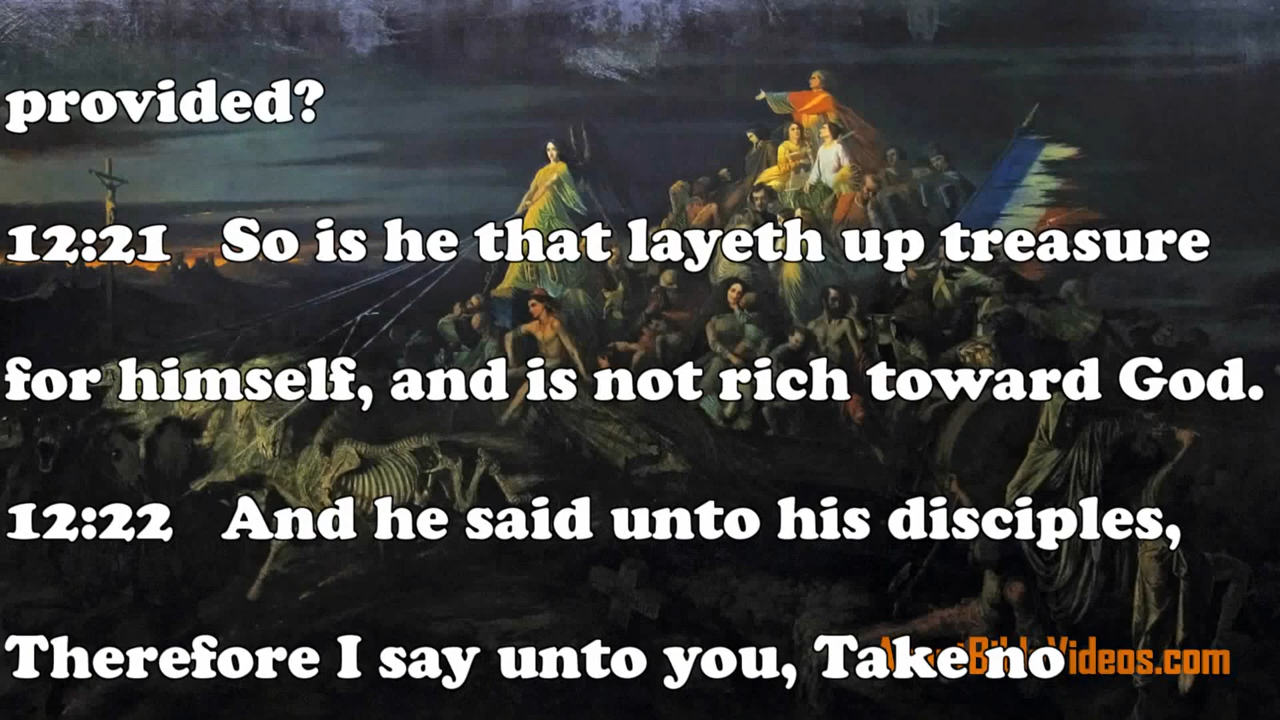 provided?
12:21 So is he that layeth up treasure
for himself, and is not rich toward God.
12:22 And he said unto his disciples,
Therefore I say unto you, Take no